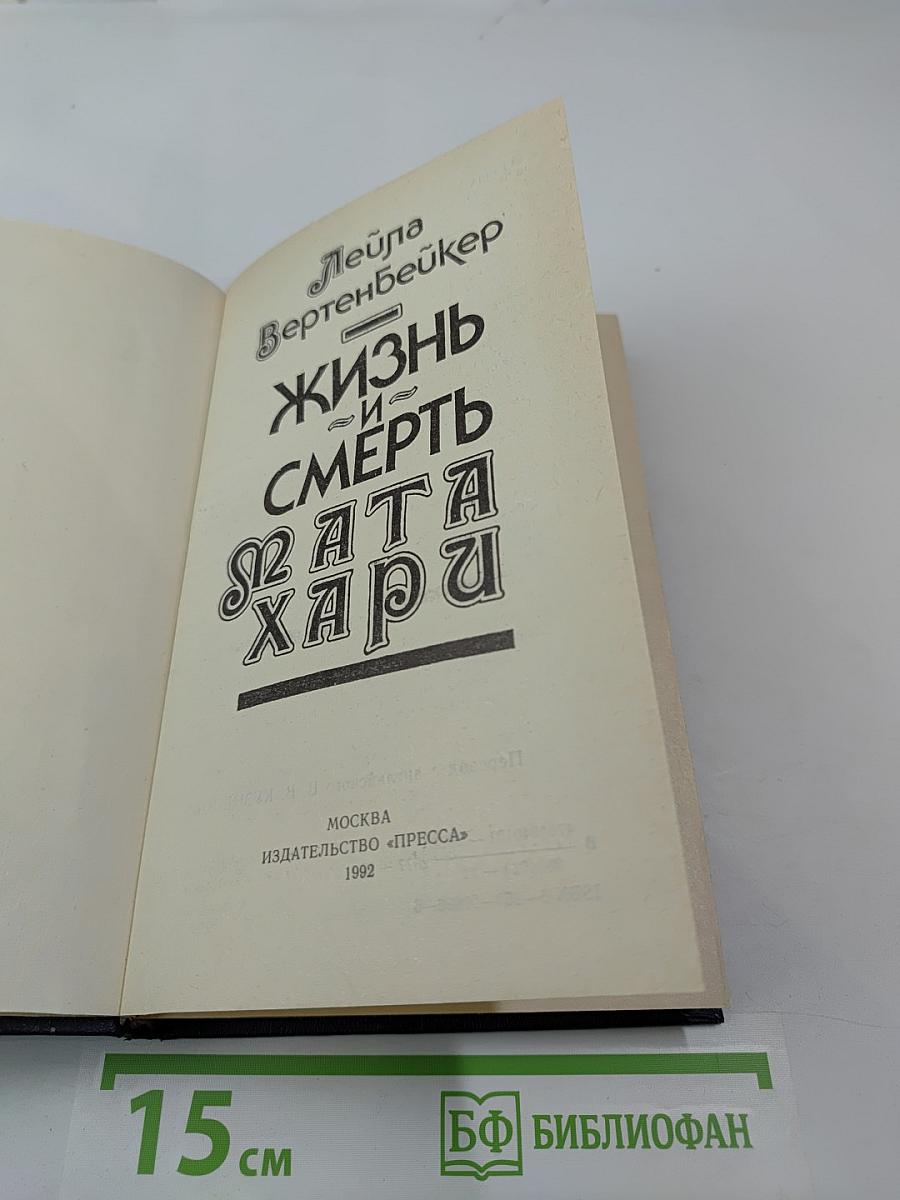 Лейла
Вертенбейкер
ЖИЗНЬ
~и~
СМЕРТЬ
МАТА
ХАРИ
МОСКВА
ИЗДАТЕЛЬСТВО «ПРЕССА»
1992
15 см
БФ БИБЛИОФАН